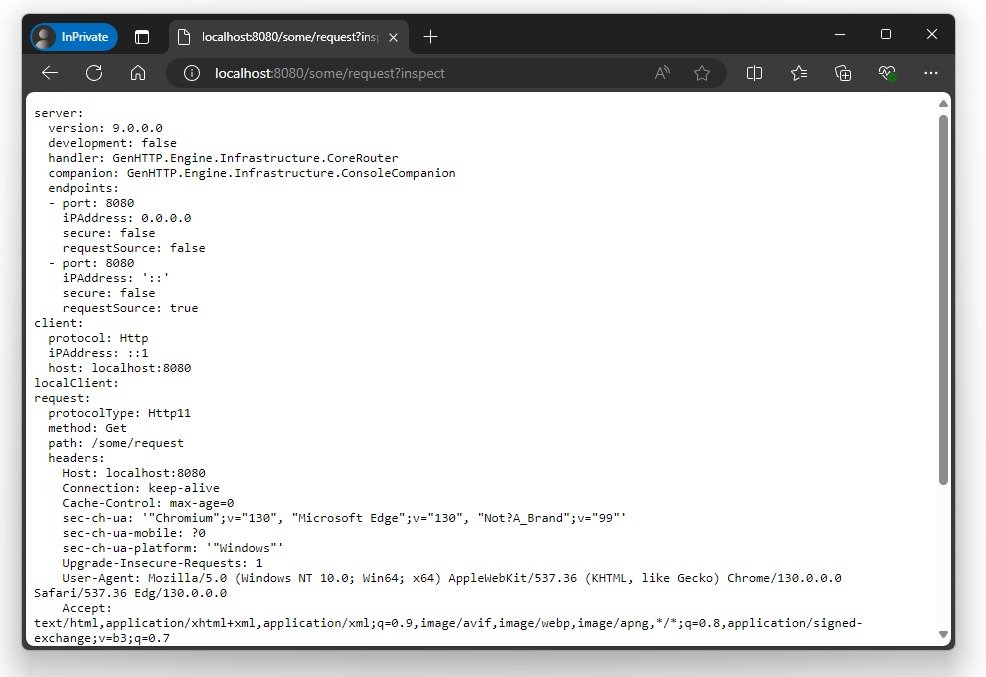 InPrivate
localhost:8080/some/request?insp
localhost:8080/some/request?inspect
server:
  version: 9.0.0.0
  development: false
  handler: GenHTTP.Engine.Infrastructure.CoreRouter
  companion: GenHTTP.Engine.Infrastructure.ConsoleCompanion
  endpoints:
  - port: 8080
    iPAddress: 0.0.0.0
    secure: false
    requestSource: false
  - port: 8080
    iPAddress: '::'
    secure: false
    requestSource: true
client:
  protocol: Http
  iPAddress: ::1
  host: localhost:8080
localClient:
request:
  protocolType: Http11
  method: Get
  path: /some/request
  headers:
    Host: localhost:8080
    Connection: keep-alive
    Cache-Control: max-age=0
    sec-ch-ua: '"Chromium";v="130", "Microsoft Edge";v="130", "Not?A_Brand";v="99"'
    sec-ch-ua-mobile: ?0
    sec-ch-ua-platform: '"Windows"'
    Upgrade-Insecure-Requests: 1
    User-Agent: Mozilla/5.0 (Windows NT 10.0; Win64; x64) AppleWebKit/537.36 (KHTML, like Gecko) Chrome/130.0.0.0
Safari/537.36 Edg/130.0.0.0
    Accept:
text/html,application/xhtml+xml,application/xml;q=0.9,image/avif,image/webp,image/apng,*/*;q=0.8,application/signed-
exchange;v=b3;q=0.7